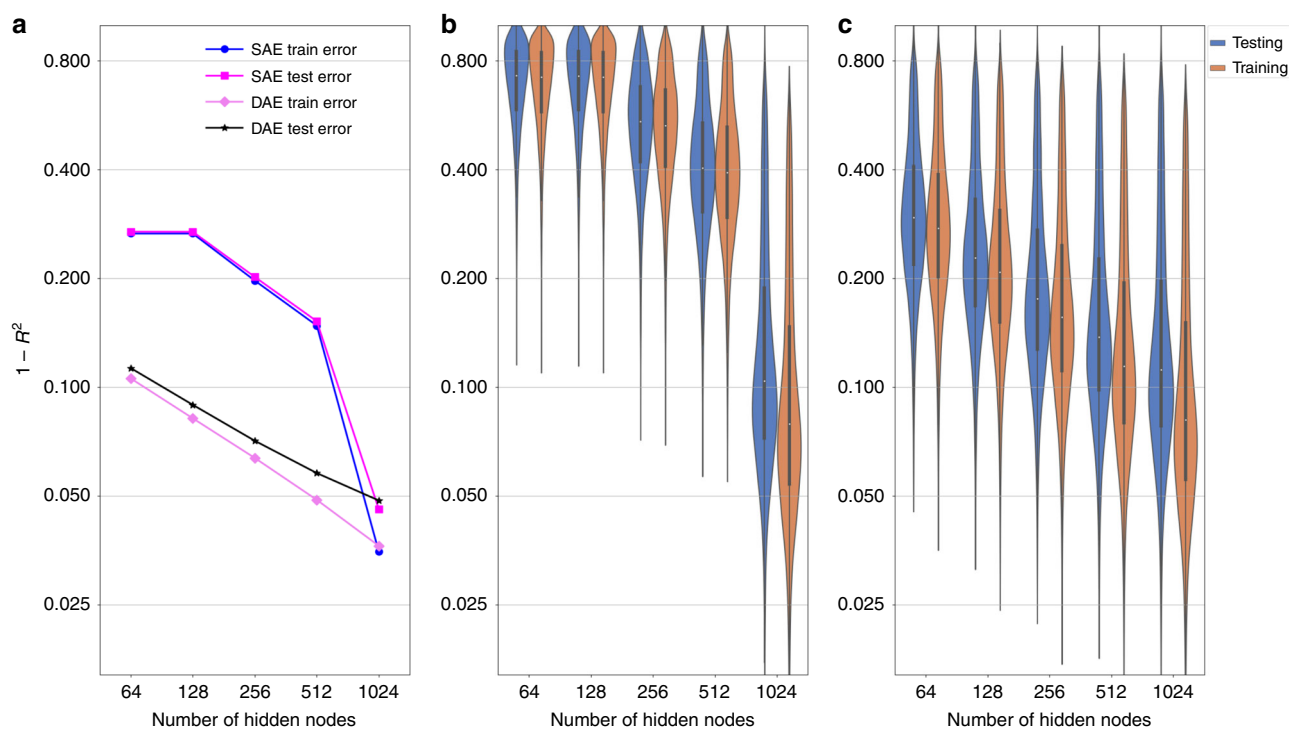 a
SAE train error
SAE test error
DAE train error
DAE test error
1 − R²
0.800
0.400
0.200
0.100
0.050
0.025
64 128 256 512 1024
Number of hidden nodes
b
0.800
0.400
0.200
0.100
0.050
0.025
64 128 256 512 1024
Number of hidden nodes
c
Testing
Training
0.800
0.400
0.200
0.100
0.050
0.025
64 128 256 512 1024
Number of hidden nodes